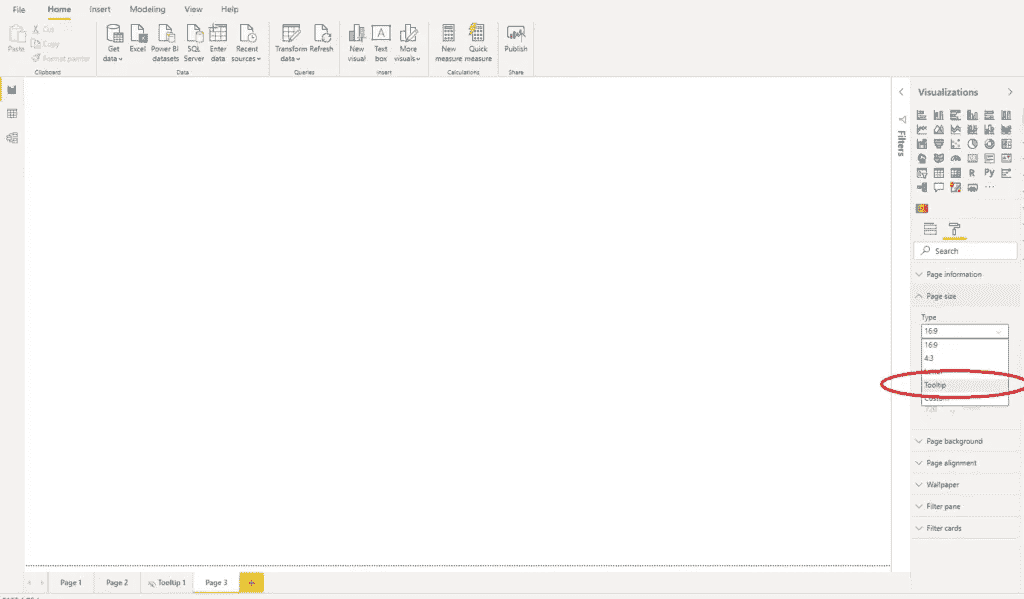 File Home Insert Modeling View Help
Paste
Cut
Copy
Format painter
Clipboard
Get data
Excel
Power BI datasets
SQL Server
Enter data
Recent sources
Data
Transform data
Refresh
Queries
New visual
Text box
More visuals
Insert
New measure
Quick measure
Calculations
Publish
Share
Filters
Visualizations
R Py
Search
Page information
Page size
Type
16:9
16:9
4:3
Tooltip
720
Page background
Page alignment
Wallpaper
Filter pane
Filter cards
Page 1 Page 2 Tooltip 1 Page 3 +